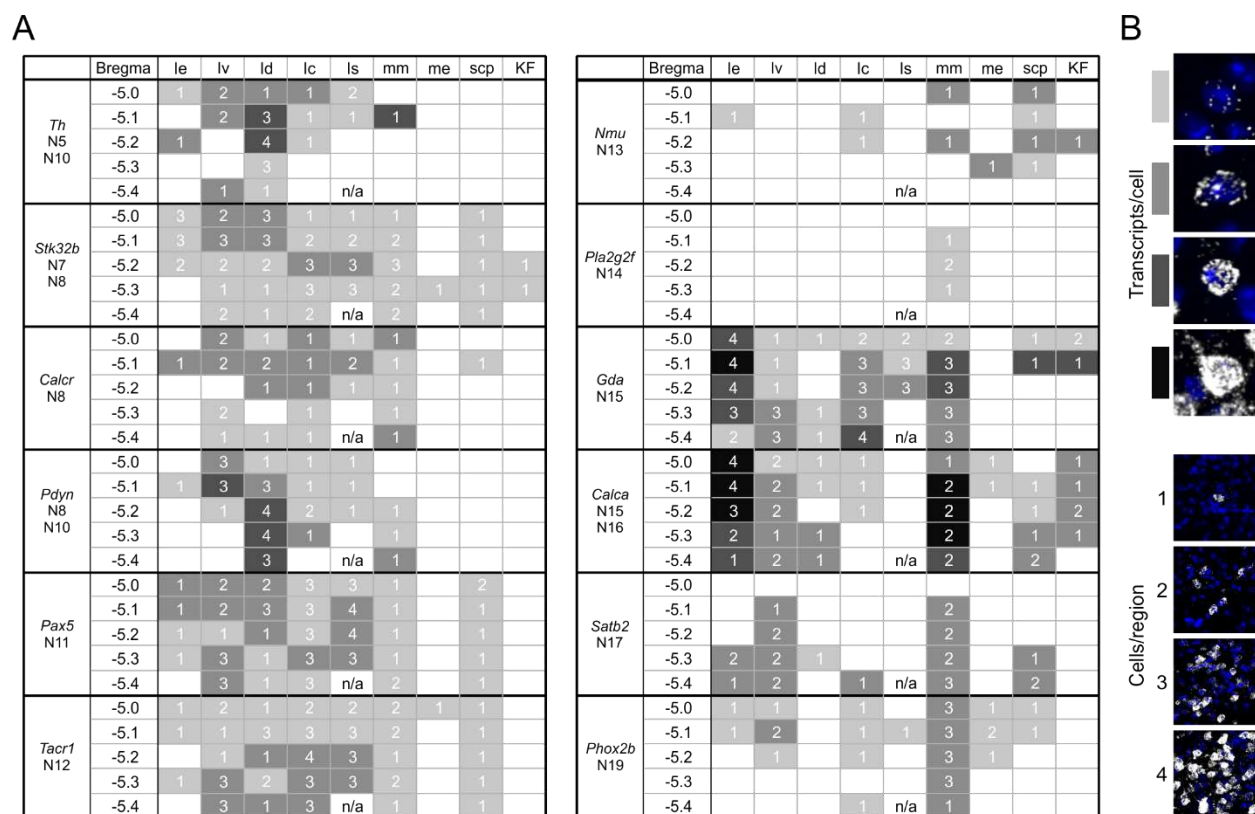 A
Bregma le lv ld lc ls mm me scp KF
Th
N5
N10
-5.0 1 2 1 1 2
-5.1 2 3 1 1 1
-5.2 1 4 1
-5.3 3
-5.4 1 1 n/a
Stk32b
N7
N8
-5.0 3 2 3 1 1 1 1
-5.1 3 3 3 2 2 2 1
-5.2 2 2 2 3 3 3 1 1
-5.3 1 1 3 3 2 1 1 1
-5.4 2 1 2 n/a 2 1
Calcr
N8
-5.0 2 1 1 1 1
-5.1 1 2 2 1 2 1 1
-5.2 1 1 1 1
-5.3 2 1 1
-5.4 1 1 1 n/a 1
Pdyn
N8
N10
-5.0 3 1 1 1
-5.1 1 3 3 1 1
-5.2 1 4 2 1 1
-5.3 4 1 1
-5.4 3 n/a 1
Pax5
N11
-5.0 1 2 2 3 3 1 2
-5.1 1 2 3 3 4 1 1
-5.2 1 1 1 3 4 1 1
-5.3 1 3 1 3 3 1 1
-5.4 3 1 3 n/a 2 1
Tacr1
N12
-5.0 1 2 1 2 2 2 1 1
-5.1 1 1 3 3 3 2 1
-5.2 1 1 4 3 1 1
-5.3 1 3 2 3 3 2 1
-5.4 3 1 3 n/a 1 1
Bregma le lv ld lc ls mm me scp KF
Nmu
N13
-5.0 1 1
-5.1 1 1 1
-5.2 1 1 1 1
-5.3 1 1
-5.4 n/a
Pla2g2f
N14
-5.0
-5.1 1
-5.2 2
-5.3 1
-5.4 n/a
Gda
N15
-5.0 4 1 1 2 2 2 1 2
-5.1 4 1 3 3 3 1 1
-5.2 4 1 3 3 3
-5.3 3 3 1 3 3
-5.4 2 3 1 4 n/a 3
Calca
N15
N16
-5.0 4 2 1 1 1 1 1
-5.1 4 2 1 1 2 1 1 1
-5.2 3 2 1 2 1 2
-5.3 2 1 1 2 1 1
-5.4 1 2 1 n/a 2 2
Satb2
N17
-5.0
-5.1 1 2
-5.2 2 2
-5.3 2 2 1 2 1
-5.4 1 2 1 n/a 3 2
Phox2b
N19
-5.0 1 1 1 3 1 1
-5.1 1 2 1 1 3 2 1
-5.2 1 1 3 1
-5.3 3
-5.4 1 n/a 1
B
Transcripts/cell
Cells/region
1
2
3
4